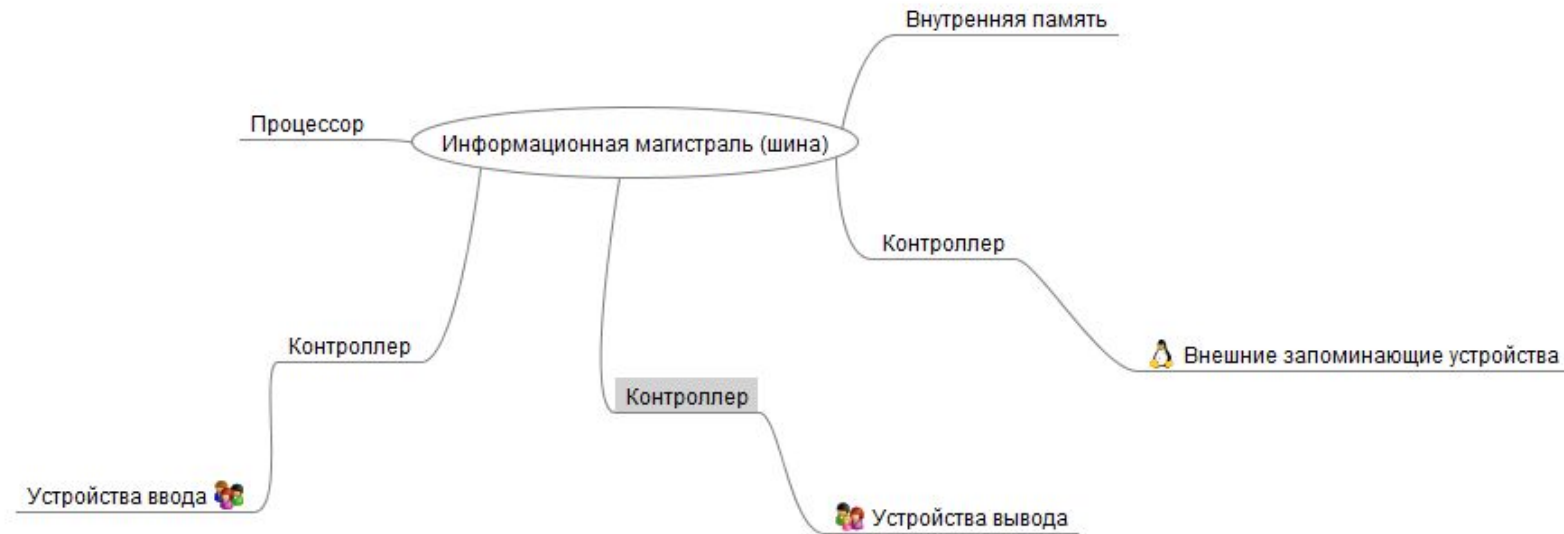 Внутренняя память
Процессор
Информационная магистраль (шина)
Контроллер
Контроллер
Внешние запоминающие устройства
Контроллер
Устройства ввода
Устройства вывода